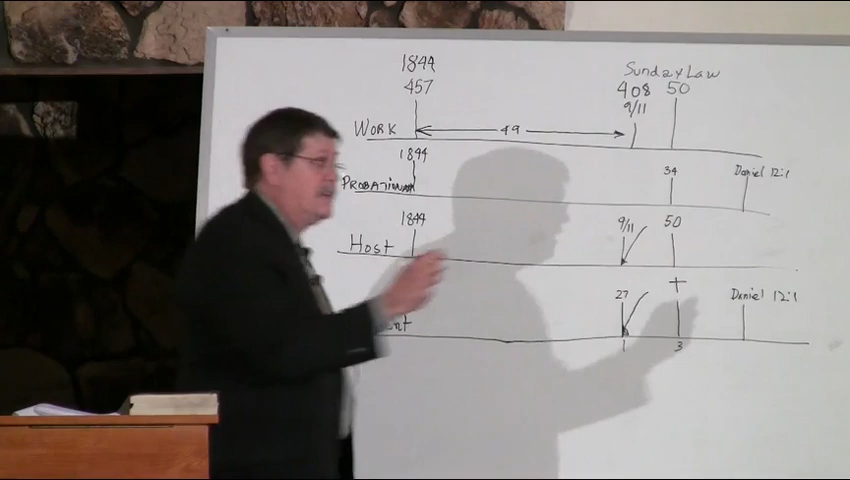 1844
457
Sunday Law
408 50
9/11
WORK 49
1844
PROBATION 34 Daniel 12:1
1844 9/11 50
HOST
27 Daniel 12:1
1 3